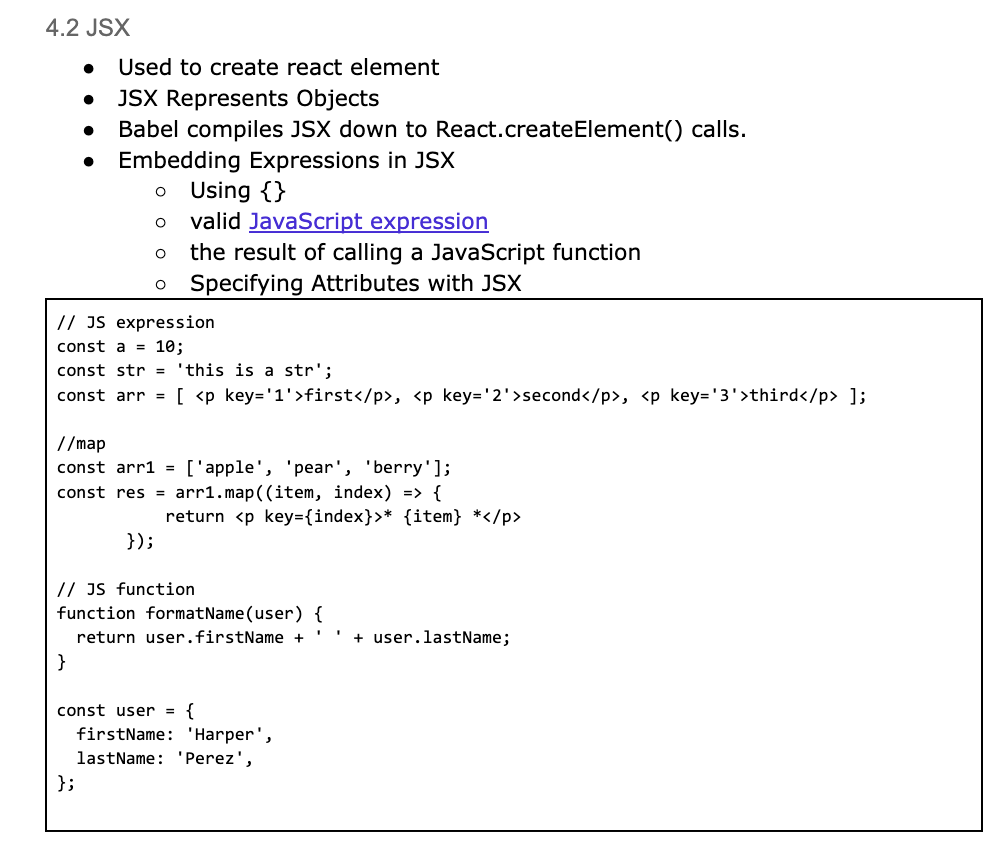 4.2 JSX
● Used to create react element
● JSX Represents Objects
● Babel compiles JSX down to React.createElement() calls.
● Embedding Expressions in JSX
○ Using {}
○ valid JavaScript expression
○ the result of calling a JavaScript function
○ Specifying Attributes with JSX
// JS expression
const a = 10;
const str = 'this is a str';
const arr = [ <p key='1'>first</p>, <p key='2'>second</p>, <p key='3'>third</p> ];

//map
const arr1 = ['apple', 'pear', 'berry'];
const res = arr1.map((item, index) => {
           return <p key={index}>* {item} *</p>
       });

// JS function
function formatName(user) {
  return user.firstName + ' ' + user.lastName;
}

const user = {
  firstName: 'Harper',
  lastName: 'Perez',
};